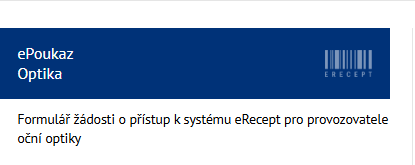 ePoukaz
Optika
ERECEPT
Formulář žádosti o přístup k systému eRecept pro provozovatele
oční optiky